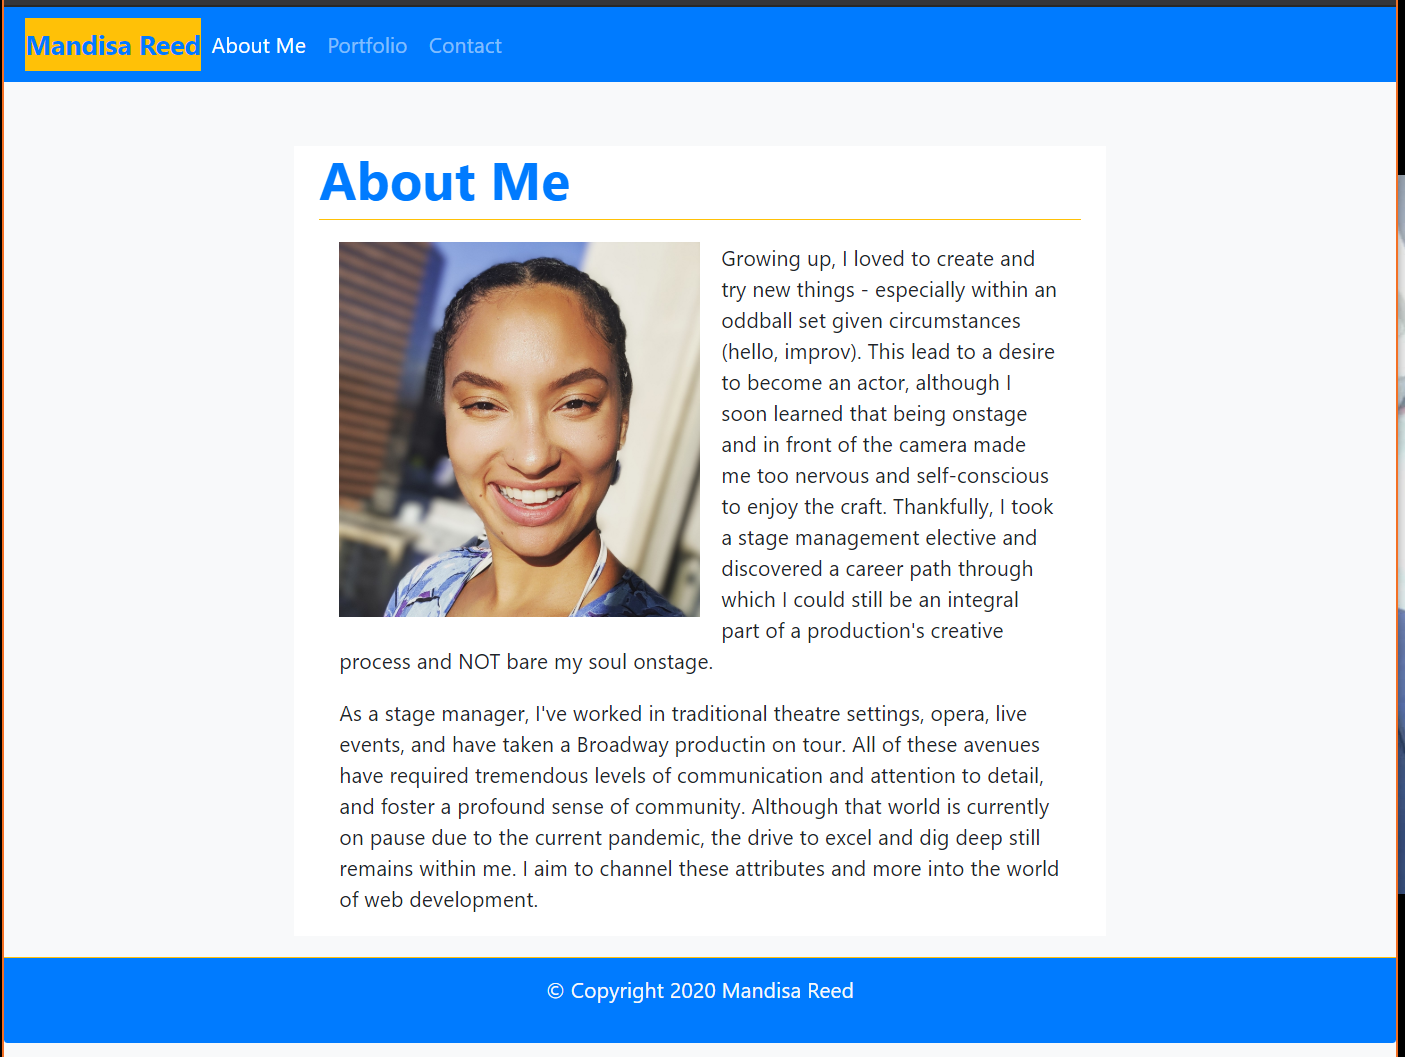 Mandisa Reed About Me Portfolio Contact
About Me
Growing up, I loved to create and
try new things - especially within an
oddball set given circumstances
(hello, improv). This lead to a desire
to become an actor, although I
soon learned that being onstage
and in front of the camera made
me too nervous and self-conscious
to enjoy the craft. Thankfully, I took
a stage management elective and
discovered a career path through
which I could still be an integral
part of a production's creative
process and NOT bare my soul onstage.
As a stage manager, I've worked in traditional theatre settings, opera, live
events, and have taken a Broadway productin on tour. All of these avenues
have required tremendous levels of communication and attention to detail,
and foster a profound sense of community. Although that world is currently
on pause due to the current pandemic, the drive to excel and dig deep still
remains within me. I aim to channel these attributes and more into the world
of web development.
© Copyright 2020 Mandisa Reed